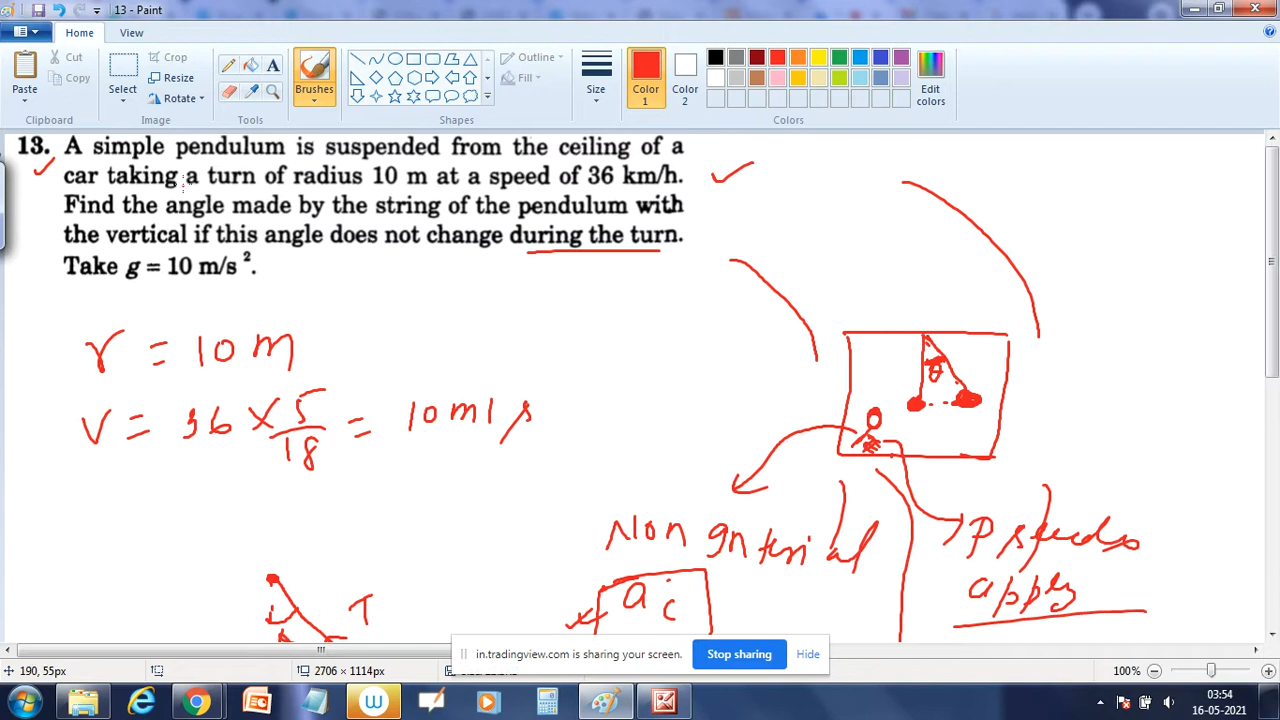 13 - Paint
Home
View
Paste
Cut
Copy
Clipboard
Select
Crop
Resize
Rotate
Image
Tools
Brushes
Shapes
Outline
Fill
Size
Color 1
Color 2
Colors
Edit colors
13. A simple pendulum is suspended from the ceiling of a
car taking a turn of radius 10 m at a speed of 36 km/h.
Find the angle made by the string of the pendulum with
the vertical if this angle does not change during the turn.
Take g = 10 m/s 2.
r = 10 m
v = 36 × 5/18 = 10 m/s
θ
Non Interial
Pseudo
apply
a c
T
in.tradingview.com is sharing your screen.
Stop sharing
Hide
190, 55px
2706 × 1114px
100%
03:54
16-05-2021